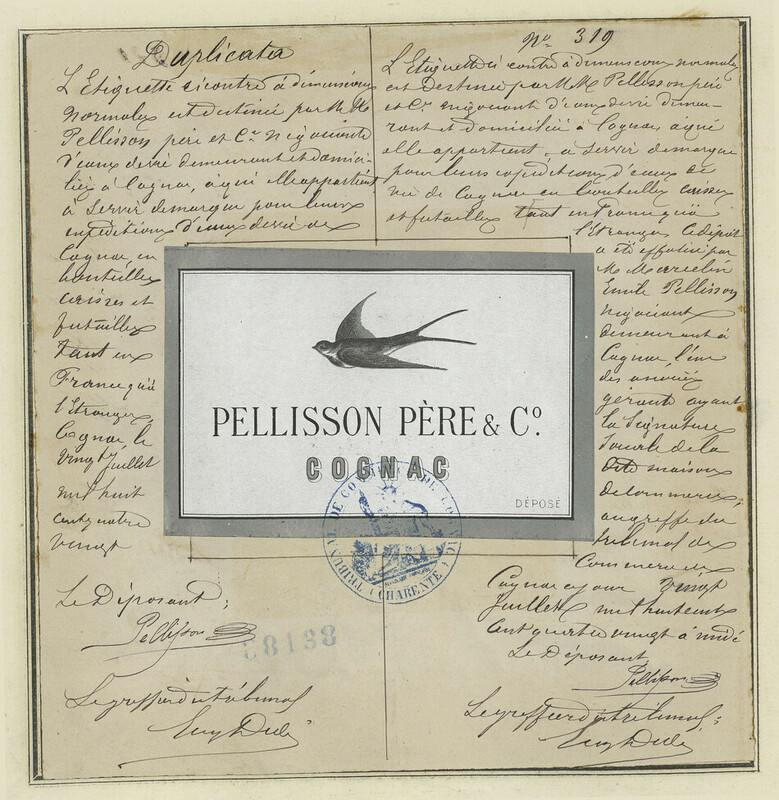 Duplicata
L'Etiquette ci contre à dimensions
normales est destinée par M.M
Pellisson père et Cie négociants
d'eaux de vie demeurant et domici-
liés à Cognac, à qui elle appartient
à servir de marque pour leurs
expéditions d'eaux de vie de
Cognac en
bouteilles
caisses et
futailles
tant en
France qu'à
l'Etranger
Cognac, le
vingt Juillet
mil huit
cent quatre
vingt
Le Déposant,
Pellisson
58138
Le greffier du tribunal
No 319
L'Etiquette ci contre à dimensions normales
est destinée par M.M. Pellisson père
et Cie négociant d'eaux de vie demeu-
rant et domicilié à Cognac, à qui
elle appartient, à servir de marque
pour leurs expéditions d'eaux de
vie de Cognac en bouteilles caisses
et futailles tant en France qu'à
l'Etranger Ce dépôt
a été effectué par
M. Marcelin
Emile Pellisson
négociant
demeurant à
Cognac, l'un
des associés
gérants ayant
la signature
sociale de la
dite maison
de commerce,
au greffe du
tribunal de
Commerce de
Cognac ce jour vingt
Juillet mil huit cent
quatre vingt à midi
Le Déposant
Pellisson
Le greffier du tribunal,
PELLISSON PÈRE & Co.
COGNAC
DÉPOSÉ
TRIBUNAL DE COMMERCE DE COGNAC
(CHARENTE)